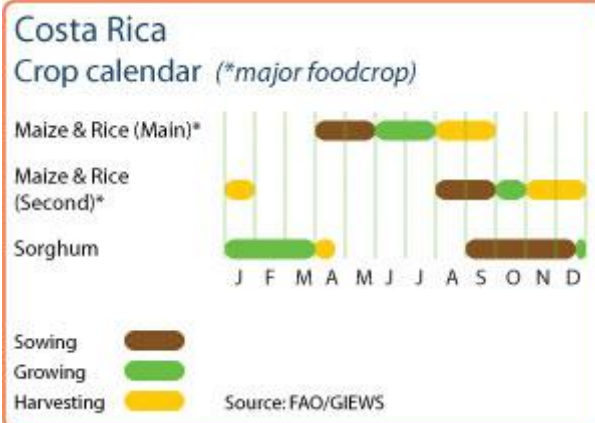 Costa Rica
Crop calendar (*major foodcrop)
Maize & Rice (Main)*
Maize & Rice
(Second)*
Sorghum
J F M A M J J A S O N D
Sowing
Growing
Harvesting
Source: FAO/GIEWS